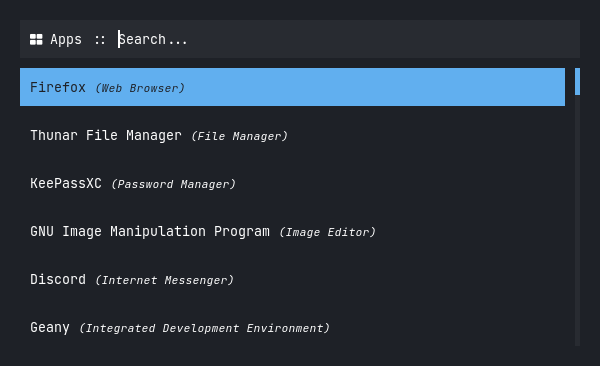 Apps :: Search...
Firefox (Web Browser)
Thunar File Manager (File Manager)
KeePassXC (Password Manager)
GNU Image Manipulation Program (Image Editor)
Discord (Internet Messenger)
Geany (Integrated Development Environment)